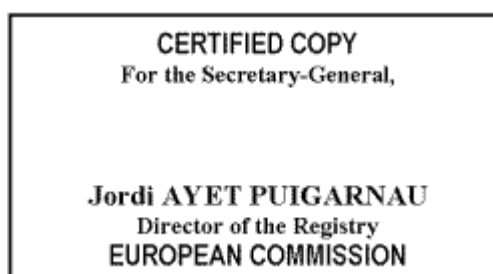 CERTIFIED COPY
For the Secretary-General,
Jordi AYET PUIGARNAU
Director of the Registry
EUROPEAN COMMISSION